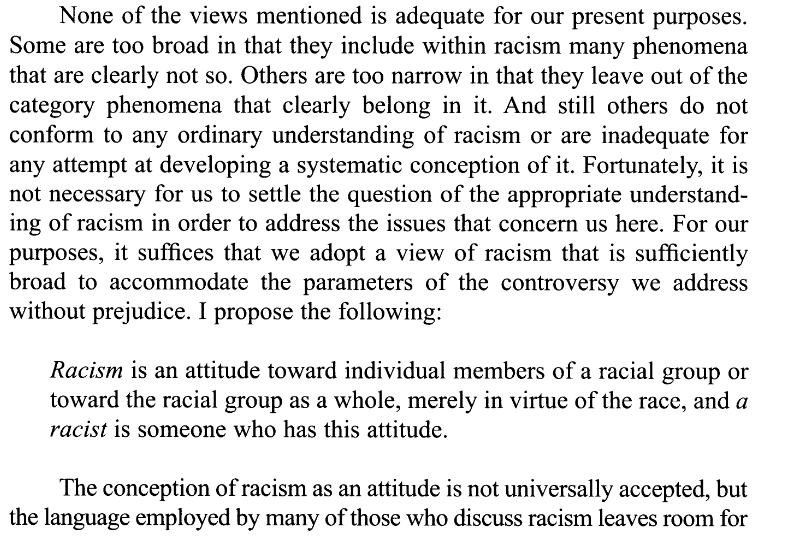 None of the views mentioned is adequate for our present purposes.
Some are too broad in that they include within racism many phenomena
that are clearly not so. Others are too narrow in that they leave out of the
category phenomena that clearly belong in it. And still others do not
conform to any ordinary understanding of racism or are inadequate for
any attempt at developing a systematic conception of it. Fortunately, it is
not necessary for us to settle the question of the appropriate understand-
ing of racism in order to address the issues that concern us here. For our
purposes, it suffices that we adopt a view of racism that is sufficiently
broad to accommodate the parameters of the controversy we address
without prejudice. I propose the following:
Racism is an attitude toward individual members of a racial group or
toward the racial group as a whole, merely in virtue of the race, and a
racist is someone who has this attitude.
The conception of racism as an attitude is not universally accepted, but
the language employed by many of those who discuss racism leaves room for